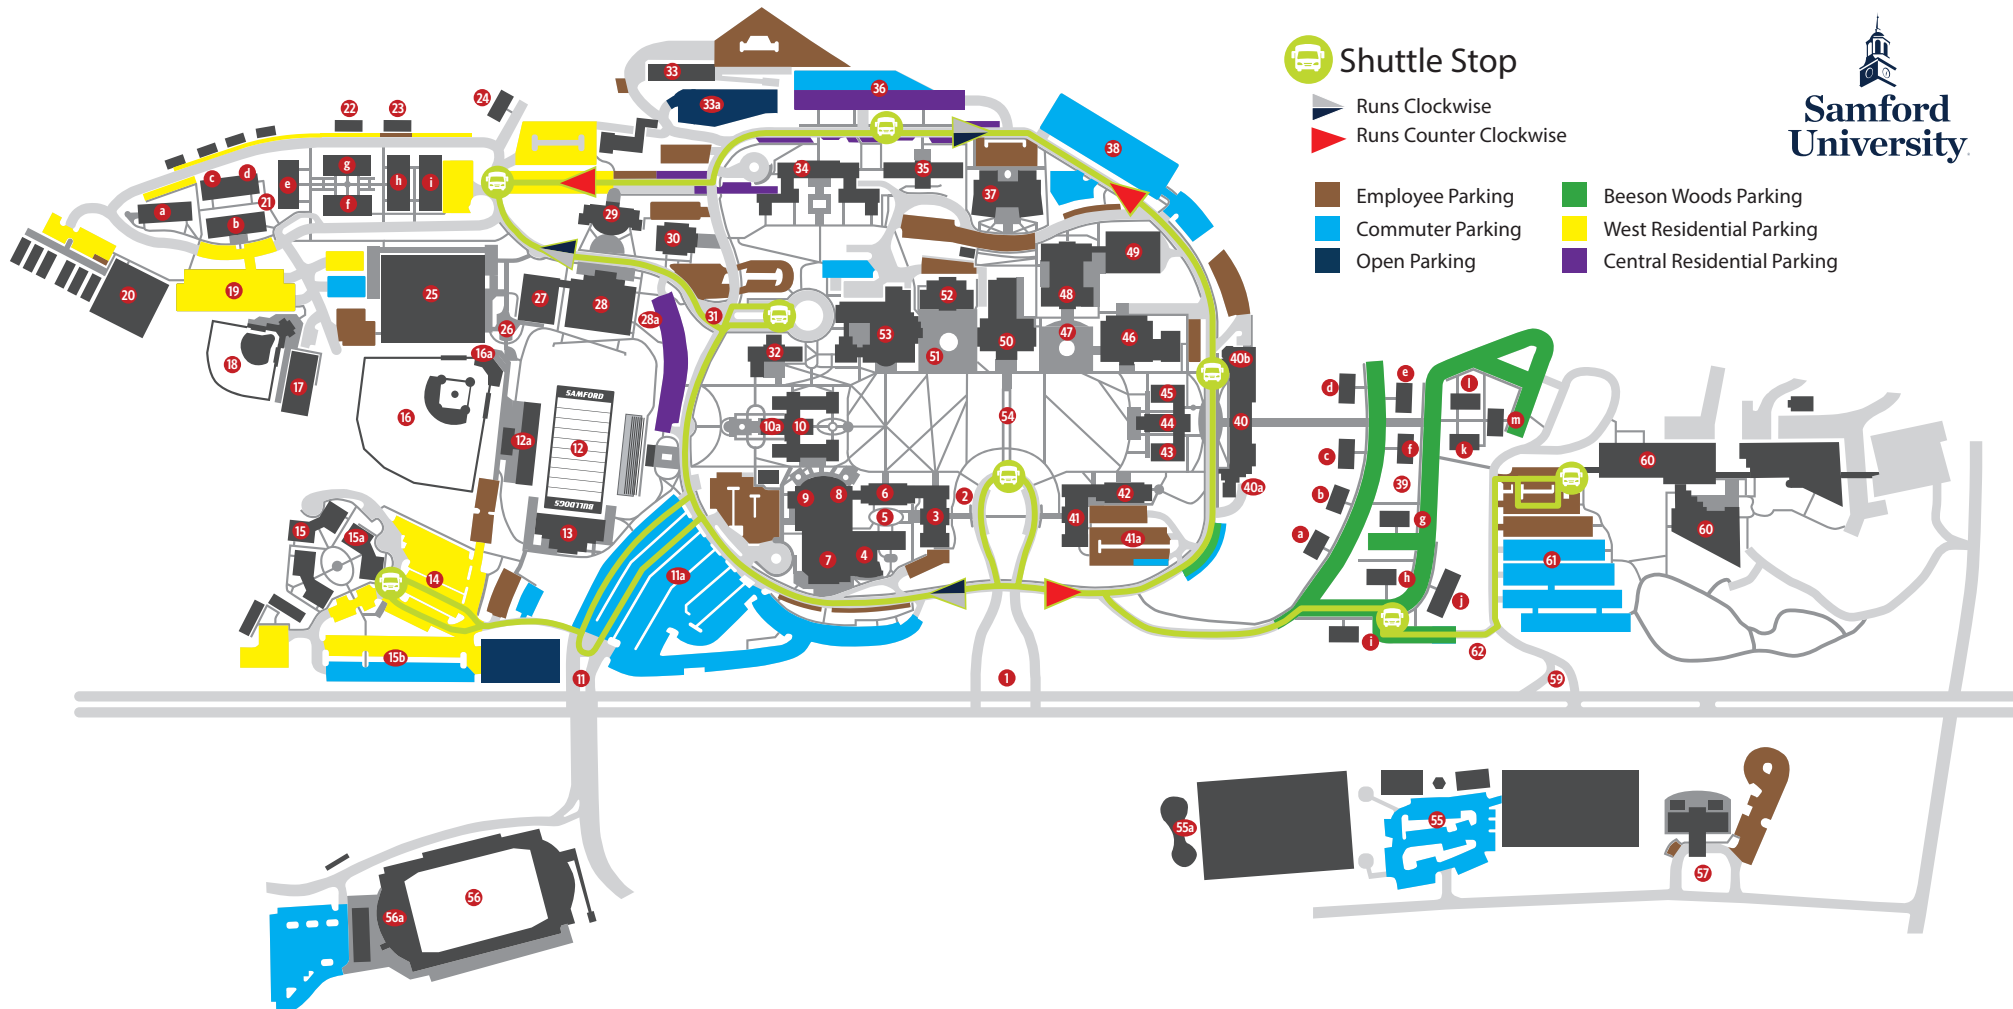 Shuttle Stop
Runs Clockwise
Runs Counter Clockwise
Samford
University
Employee Parking
Commuter Parking
Open Parking
Beeson Woods Parking
West Residential Parking
Central Residential Parking
33
33a
36
38
22
23
24
g
c
d
e
h
i
a
f
21
b
34
35
37
29
30
49
20
19
25
27
28
28a
31
26
52
48
53
50
47
46
51
32
16a
18
17
16
40b
d
e
l
45
54
m
10a
10
44
40
12a
SAMFORD
12
43
c
f
k
60
39
40a
b
9
8
6
2
42
BULLDOGS
13
15
15a
5
3
41
41a
a
g
60
7
4
61
14
11a
h
j
15b
i
62
11
1
59
55a
55
57
56
56a